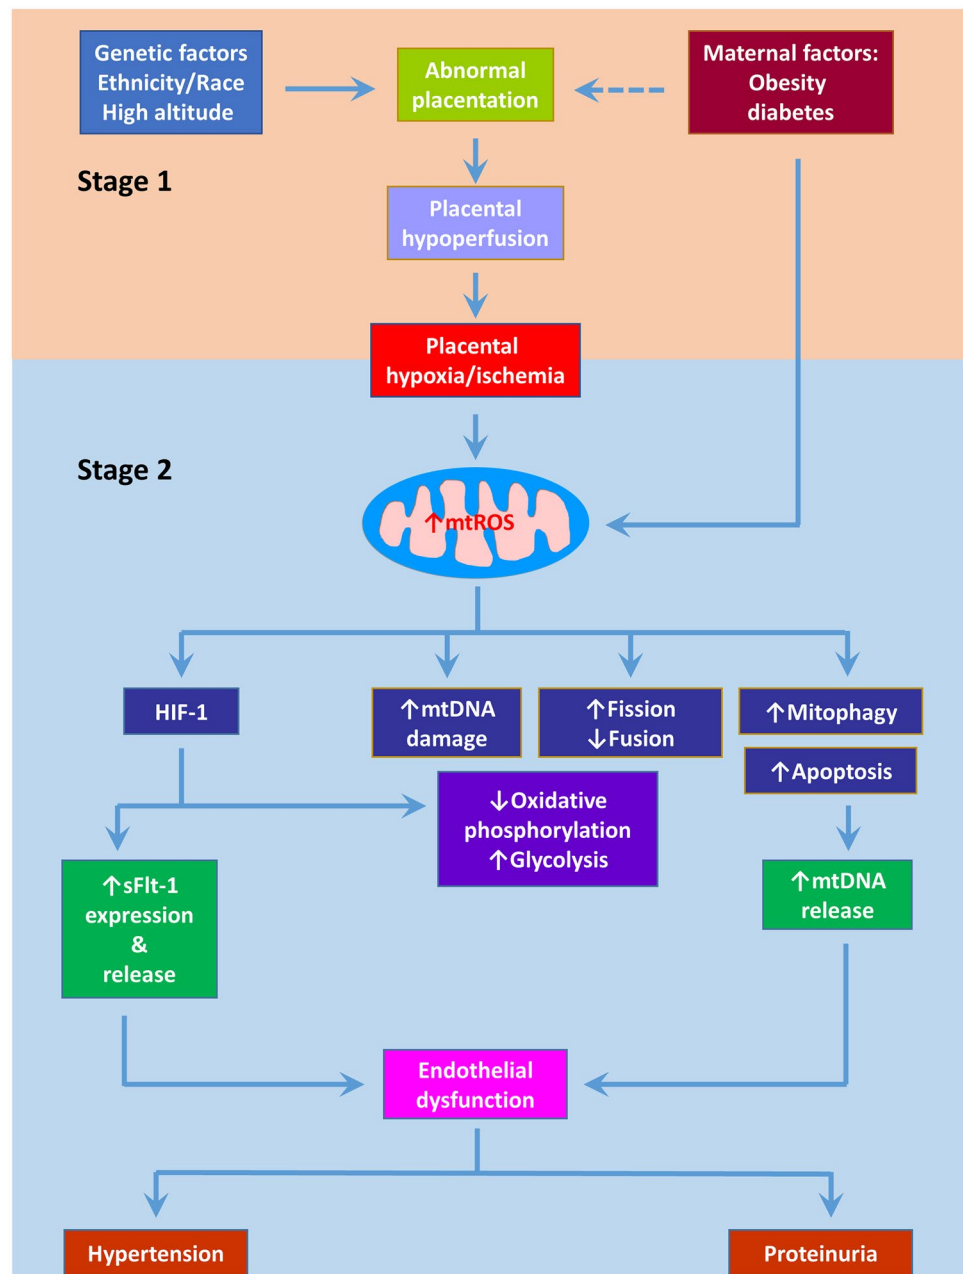 Genetic factors
Ethnicity/Race
High altitude
Abnormal
placentation
Maternal factors:
Obesity
diabetes
Stage 1
Placental
hypoperfusion
Placental
hypoxia/ischemia
Stage 2
↑mtROS
HIF-1
↑mtDNA
damage
↑Fission
↓Fusion
↑Mitophagy
↑Apoptosis
↓Oxidative
phosphorylation
↑Glycolysis
↑sFlt-1
expression
&
release
↑mtDNA
release
Endothelial
dysfunction
Hypertension
Proteinuria